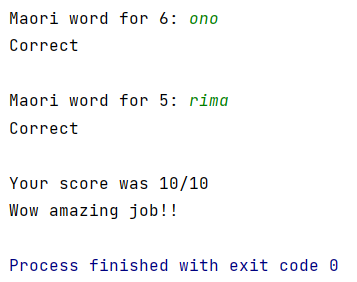 Maori word for 6: ono
Correct
Maori word for 5: rima
Correct
Your score was 10/10
Wow amazing job!!
Process finished with exit code 0